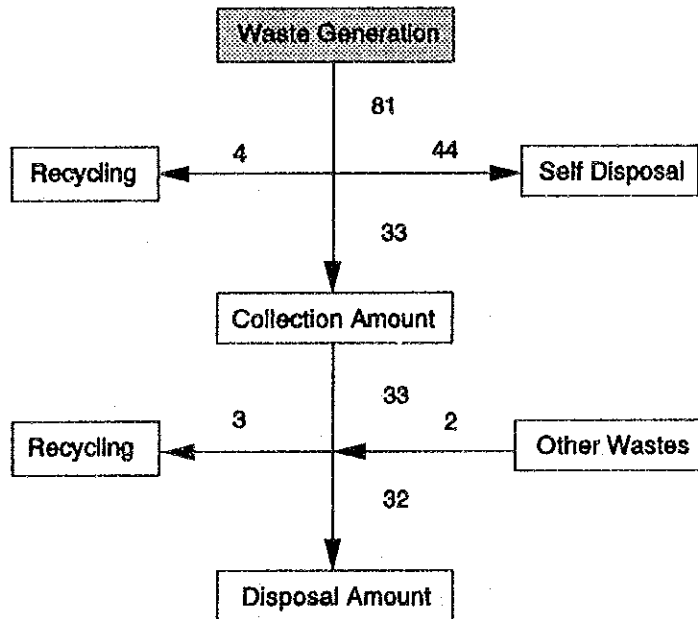 Waste Generation
81
4
44
Recycling
Self Disposal
33
Collection Amount
33
3
2
Recycling
Other Wastes
32
Disposal Amount